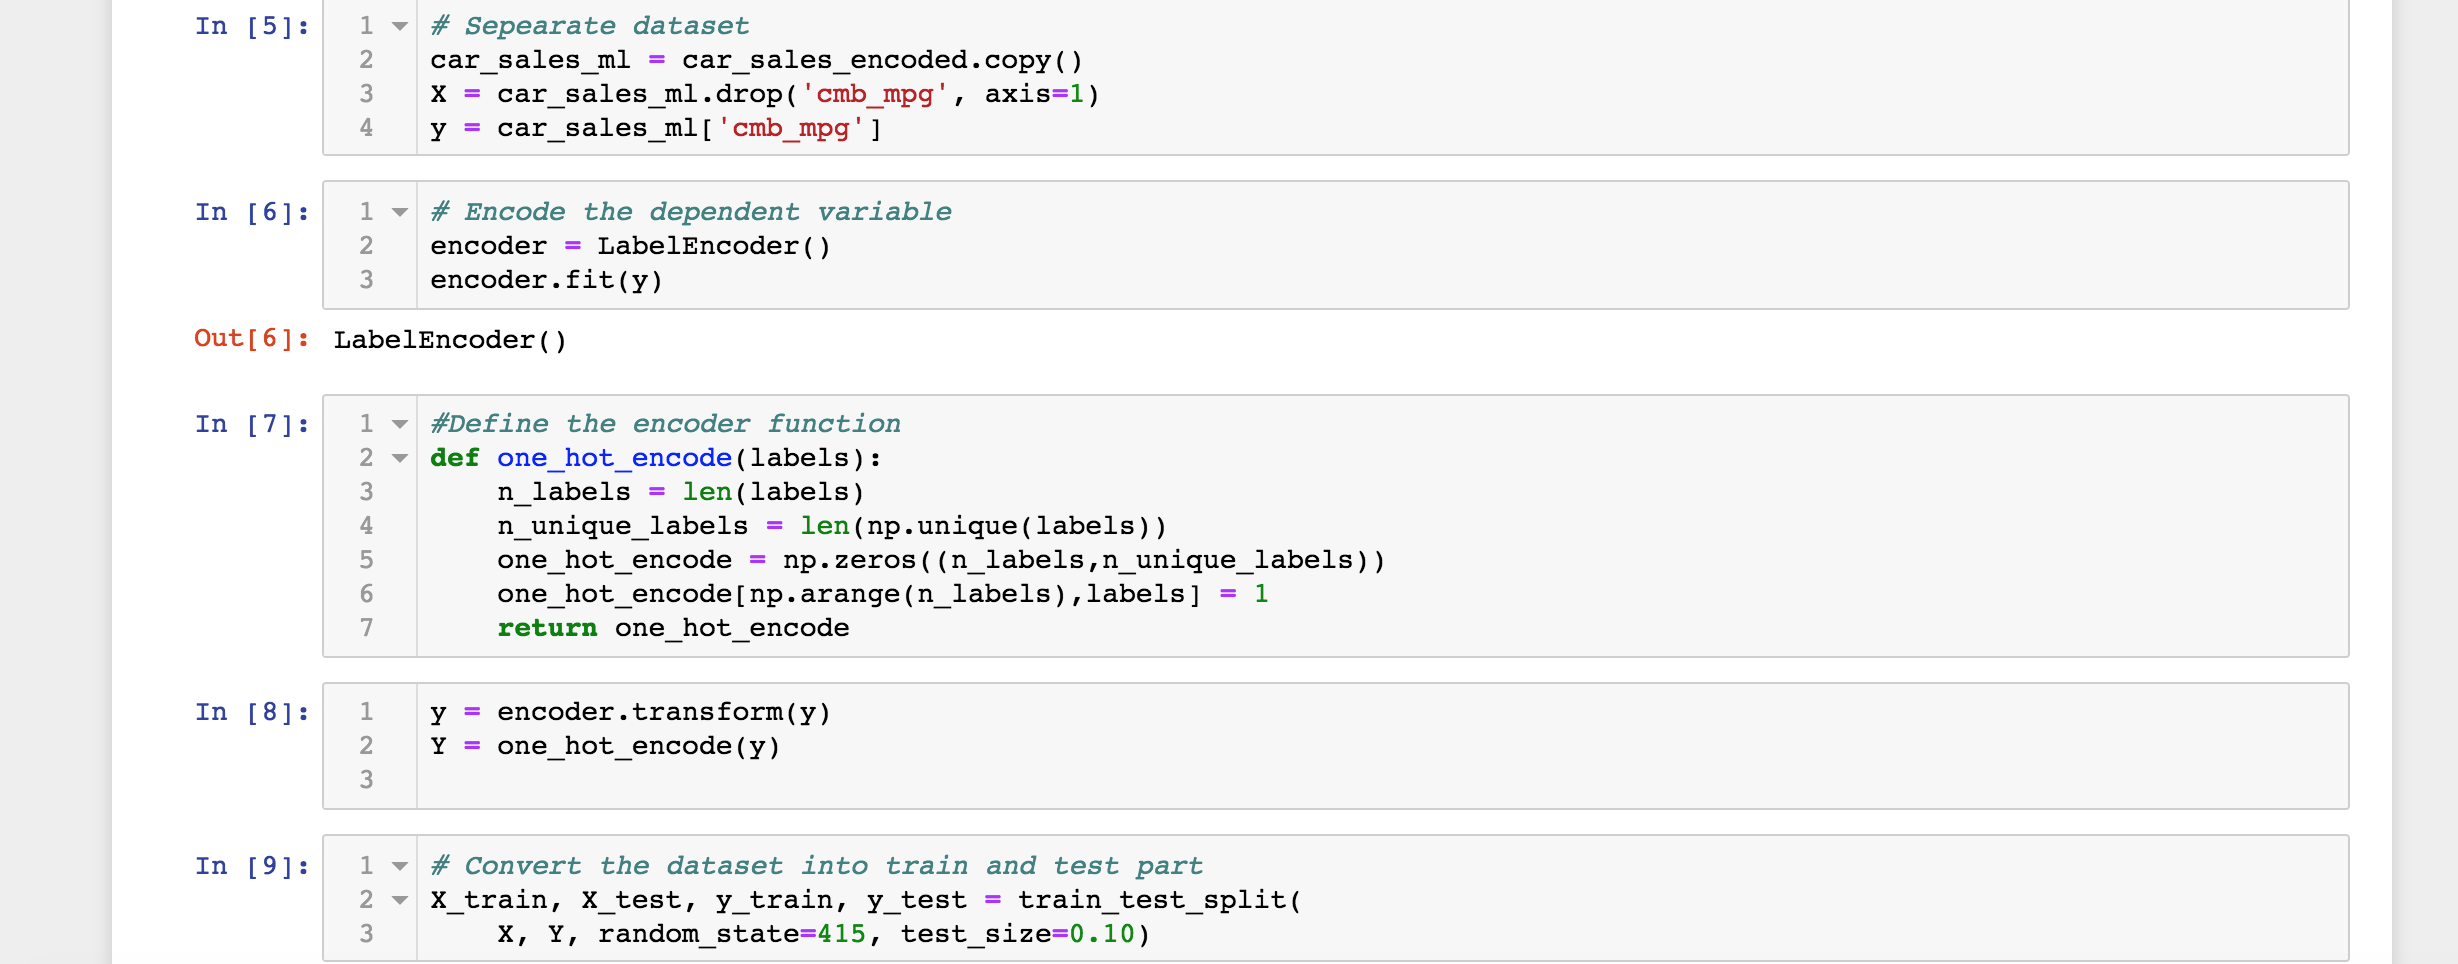 In [5]:
1 # Sepearate dataset
2 car_sales_ml = car_sales_encoded.copy()
3 X = car_sales_ml.drop('cmb_mpg', axis=1)
4 y = car_sales_ml['cmb_mpg']
In [6]:
1 # Encode the dependent variable
2 encoder = LabelEncoder()
3 encoder.fit(y)
Out[6]: LabelEncoder()
In [7]:
1 #Define the encoder function
2 def one_hot_encode(labels):
3     n_labels = len(labels)
4     n_unique_labels = len(np.unique(labels))
5     one_hot_encode = np.zeros((n_labels,n_unique_labels))
6     one_hot_encode[np.arange(n_labels),labels] = 1
7     return one_hot_encode
In [8]:
1 y = encoder.transform(y)
2 Y = one_hot_encode(y)
3
In [9]:
1 # Convert the dataset into train and test part
2 X_train, X_test, y_train, y_test = train_test_split(
3     X, Y, random_state=415, test_size=0.10)